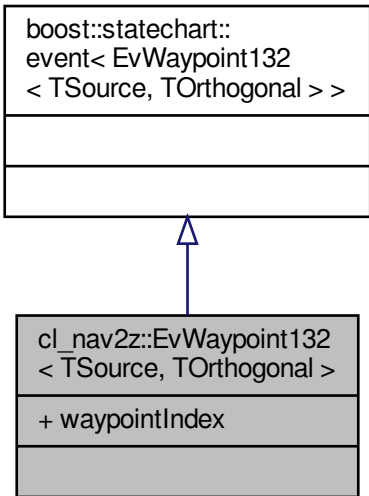 boost::statechart::
event< EvWaypoint132
< TSource, TOrthogonal > >
cl_nav2z::EvWaypoint132
< TSource, TOrthogonal >
+ waypointIndex